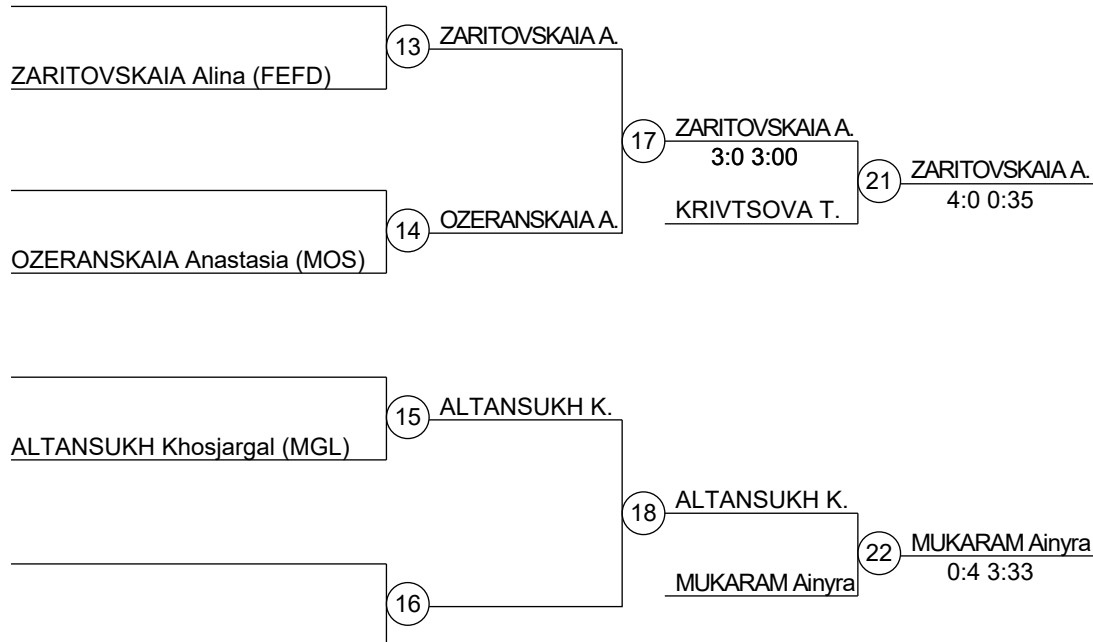 13
ZARITOVSKAIA A.
ZARITOVSKAIA Alina (FEFD)
17
ZARITOVSKAIA A.
3:0 3:00
21
ZARITOVSKAIA A.
4:0 0:35
KRIVTSOVA T.
14
OZERANSKAIA A.
OZERANSKAIA Anastasia (MOS)
15
ALTANSUKH K.
ALTANSUKH Khosjargal (MGL)
18
ALTANSUKH K.
22
MUKARAM Ainyra
0:4 3:33
MUKARAM Ainyra
16